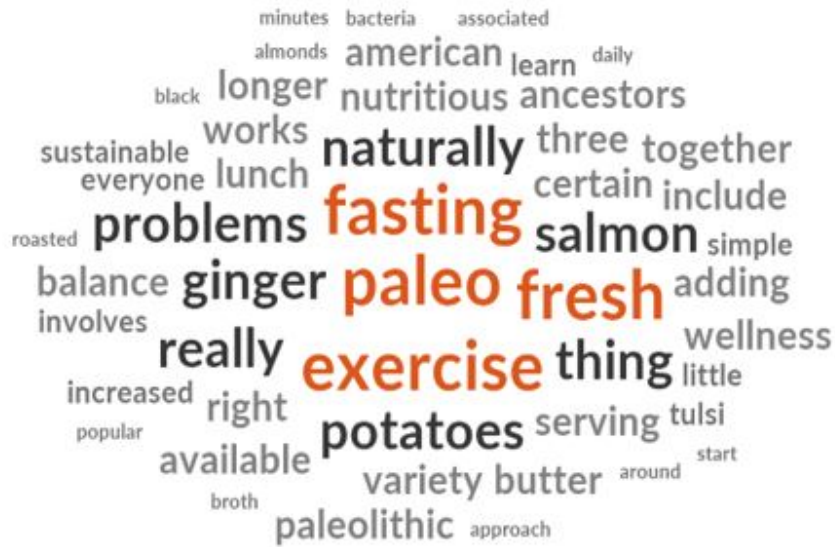 minutes bacteria associated
almonds american learn daily
black longer nutritious ancestors
works naturally three together
sustainable everyone lunch certain include
problems fasting salmon simple
roasted
balance ginger paleo fresh adding
involves really exercise thing wellness
increased right little
popular potatoes serving tulsi
available variety butter around start
broth paleolithic approach